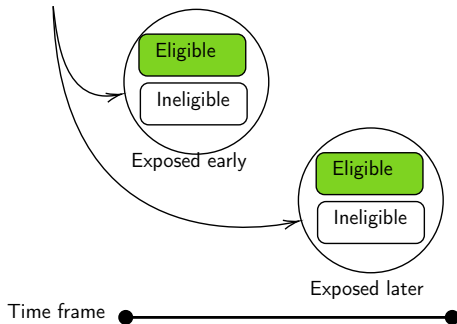 Eligible
Ineligible
Exposed early
Eligible
Ineligible
Exposed later
Time frame